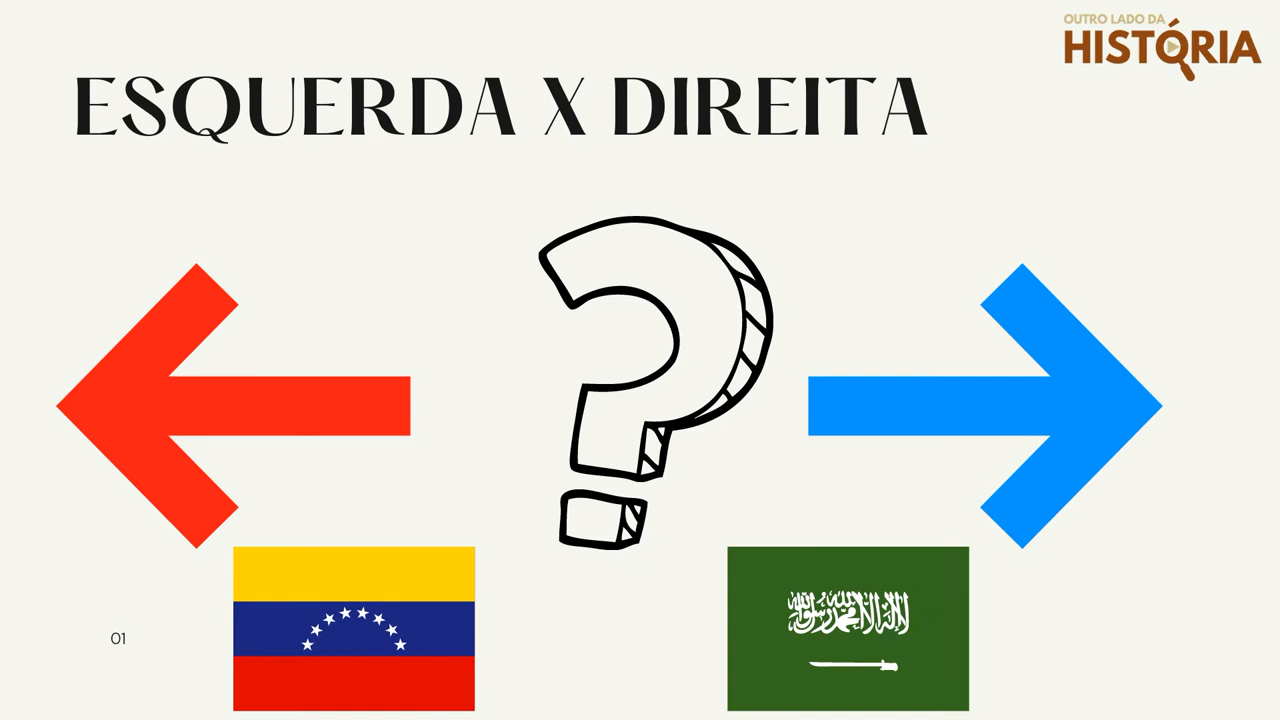 OUTRO LADO DA
HISTÓRIA
ESQUERDA X DIREITA
?
لا إله إلا الله محمد رسول الله
01